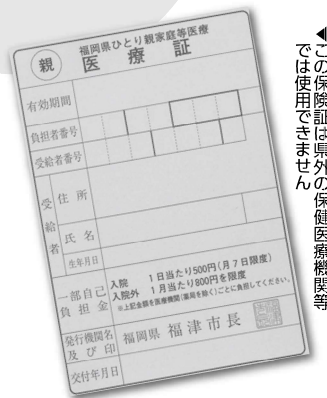 親
福岡県ひとり親家庭等医療
医療証
有効期間
負担者番号
受給者番号
受給者
住所
氏名
生年月日
一部自己
負担金
入院 1日当たり500円（月7日限度）
入院外 1月当たり800円を限度
※上記金額を医療機関（薬局を除く）ごとに負担してください。
発行機関名
及び印
福岡県 福津市長
交付年月日
◀この保険証は県外の保健医療機関等
では使用できません